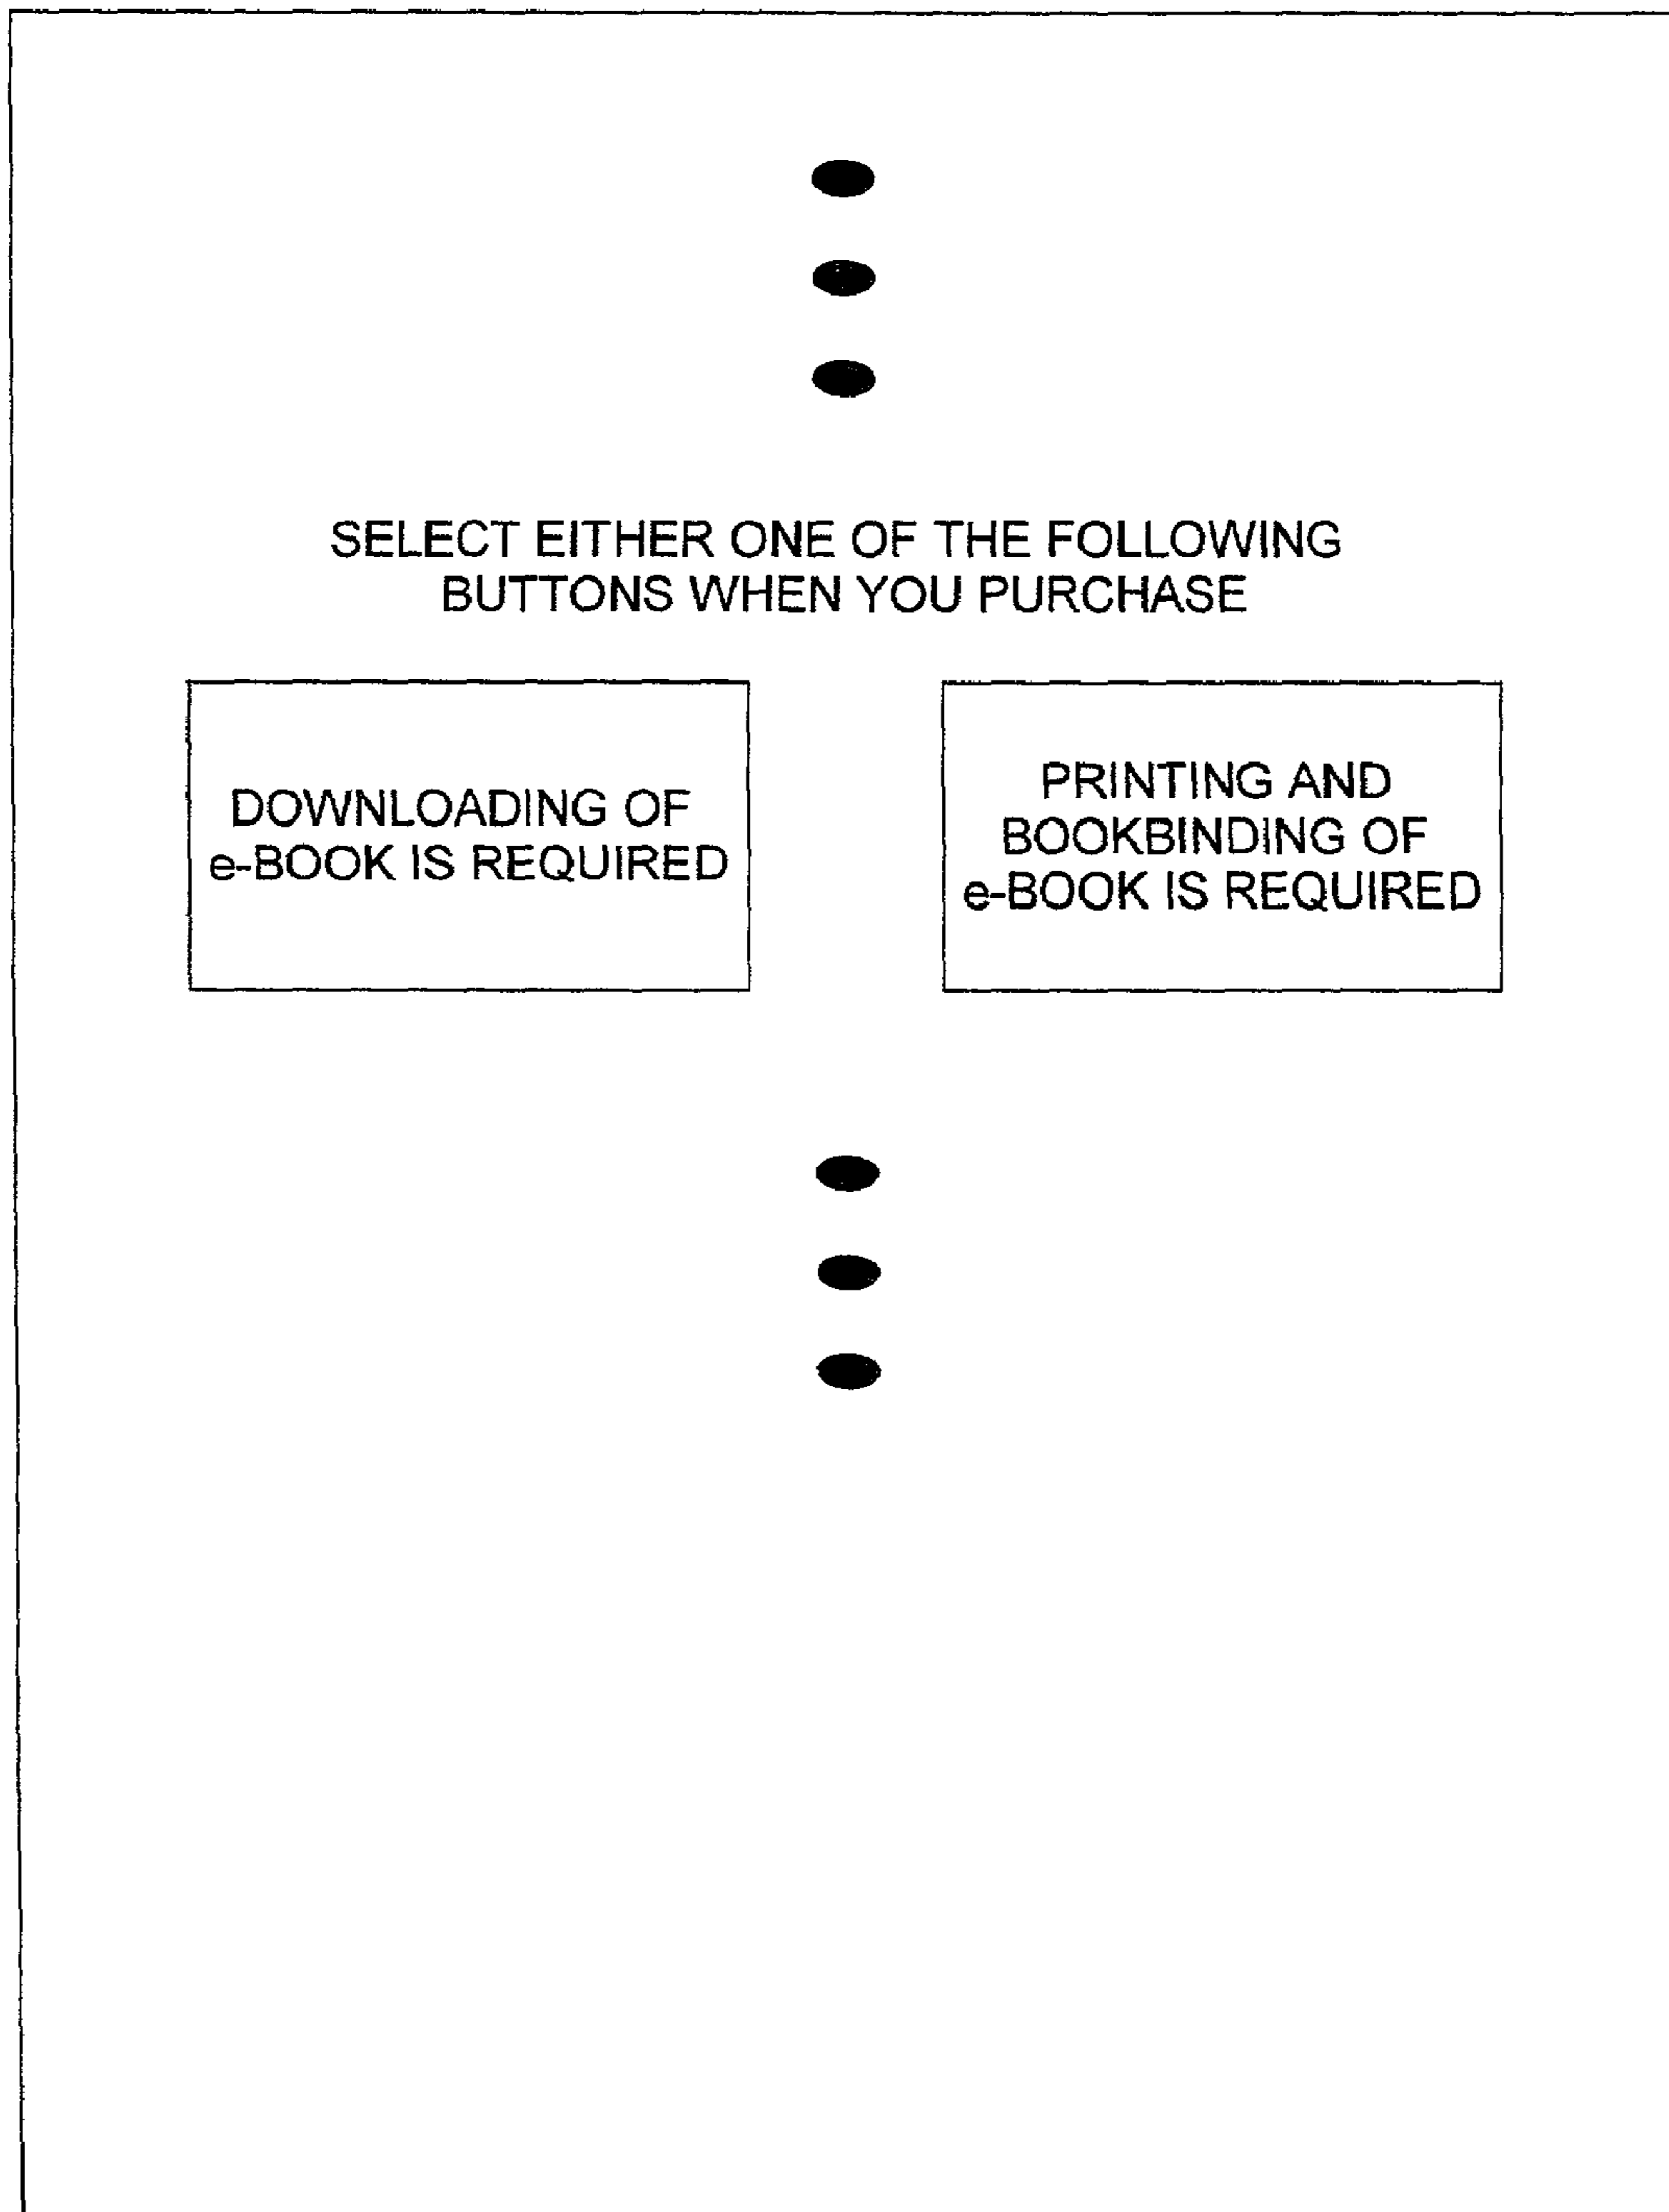 SELECT EITHER ONE OF THE FOLLOWING
BUTTONS WHEN YOU PURCHASE
DOWNLOADING OF
e-BOOK IS REQUIRED
PRINTING AND
BOOKBINDING OF
e-BOOK IS REQUIRED